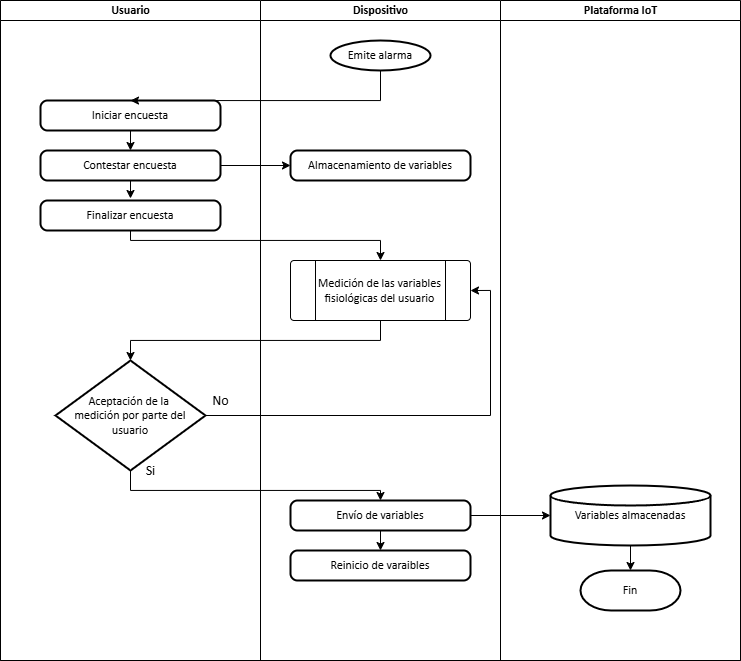 Usuario
Dispositivo
Plataforma IoT
Emite alarma
Iniciar encuesta
Contestar encuesta
Almacenamiento de variables
Finalizar encuesta
Medición de las variables
fisiológicas del usuario
Aceptación de la
medición por parte del
usuario
No
Si
Envío de variables
Variables almacenadas
Reinicio de varaibles
Fin